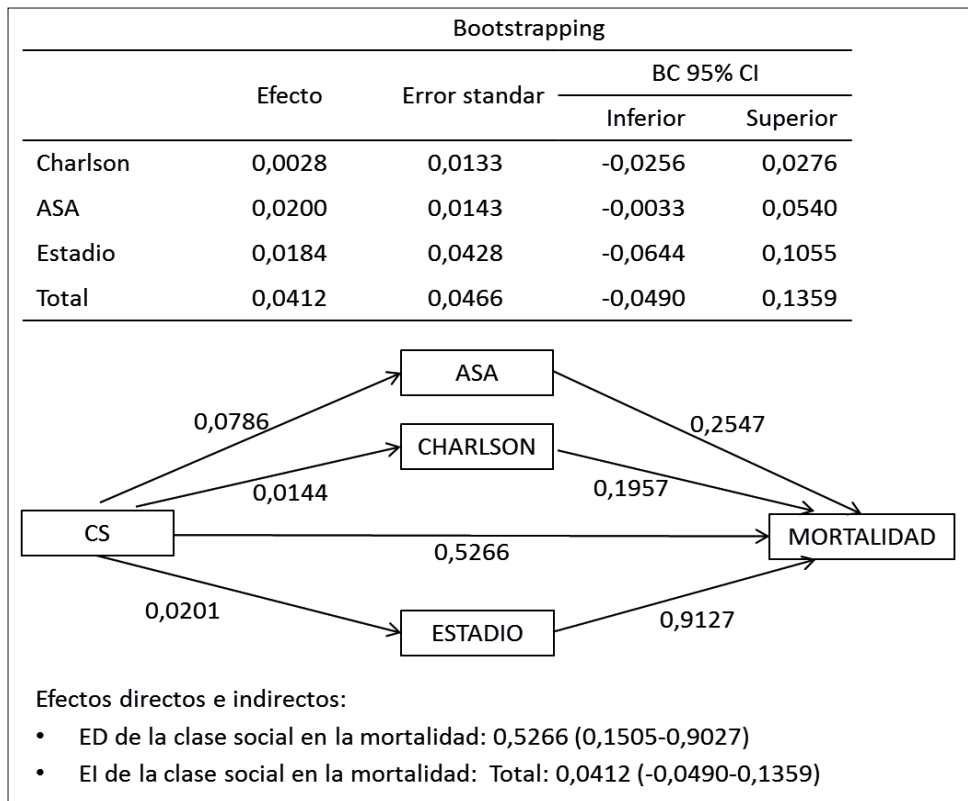 Bootstrapping
Efecto Error standar BC 95% CI
Inferior Superior
Charlson 0,0028 0,0133 -0,0256 0,0276
ASA 0,0200 0,0143 -0,0033 0,0540
Estadio 0,0184 0,0428 -0,0644 0,1055
Total 0,0412 0,0466 -0,0490 0,1359
ASA
0,0786 0,2547
CHARLSON
0,0144 0,1957
CS MORTALIDAD
0,5266
0,0201 0,9127
ESTADIO
Efectos directos e indirectos:
• ED de la clase social en la mortalidad: 0,5266 (0,1505-0,9027)
• EI de la clase social en la mortalidad: Total: 0,0412 (-0,0490-0,1359)